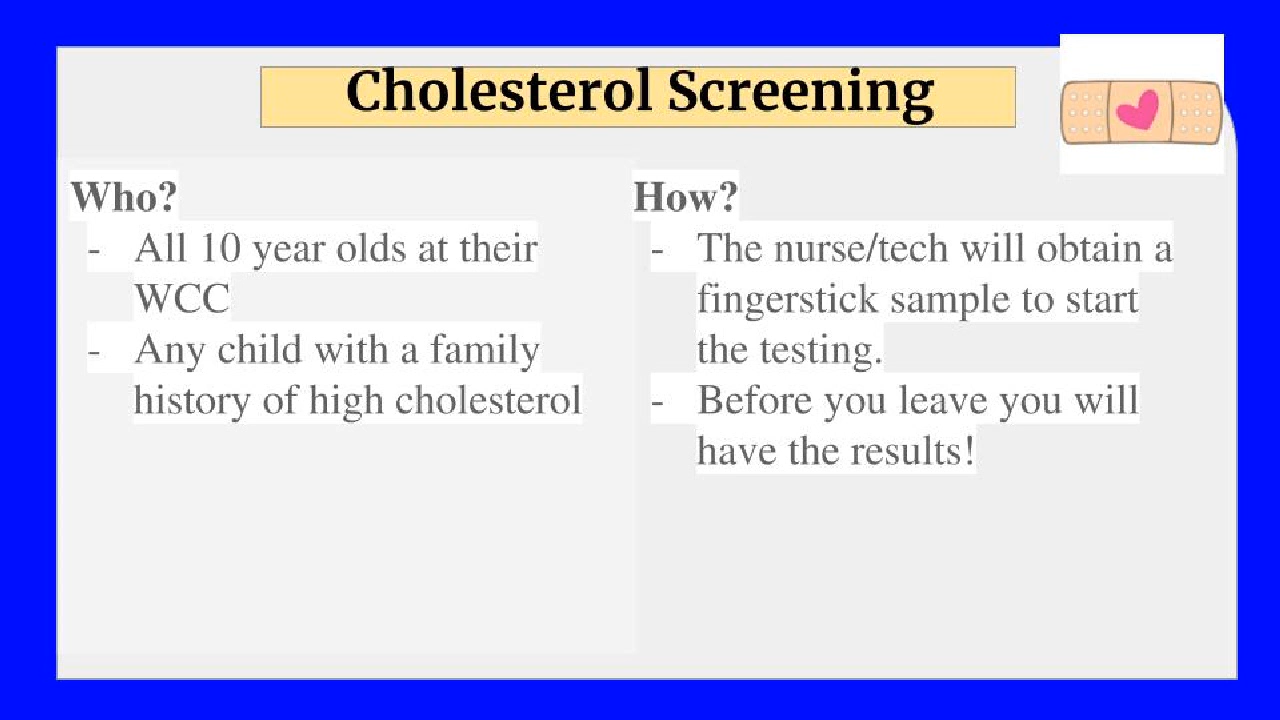 Cholesterol Screening
Who?
- All 10 year olds at their
WCC
- Any child with a family
history of high cholesterol
How?
- The nurse/tech will obtain a
fingerstick sample to start
the testing.
- Before you leave you will
have the results!